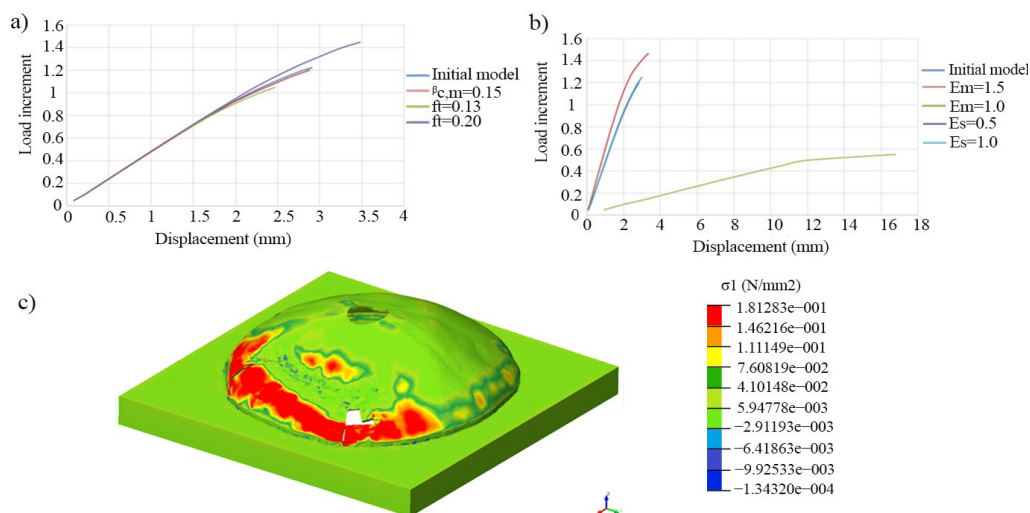 a)
Load increment
1.6
1.4
1.2
1
0.8
0.6
0.4
0.2
0
0 0.5 1 1.5 2 2.5 3 3.5 4
Displacement (mm)
Initial model
βc,m=0.15
ft=0.13
ft=0.20
b)
Load increment
1.6
1.4
1.2
1
0.8
0.6
0.4
0.2
0
0 2 4 6 8 10 12 14 16 18
Displacement (mm)
Initial model
Em=1.5
Em=1.0
Es=0.5
Es=1.0
c)
σ1 (N/mm2)
1.81283e−001
1.46216e−001
1.11149e−001
7.60819e−002
4.10148e−002
5.94778e−003
−2.91193e−003
−6.41863e−003
−9.92533e−003
−1.34320e−004